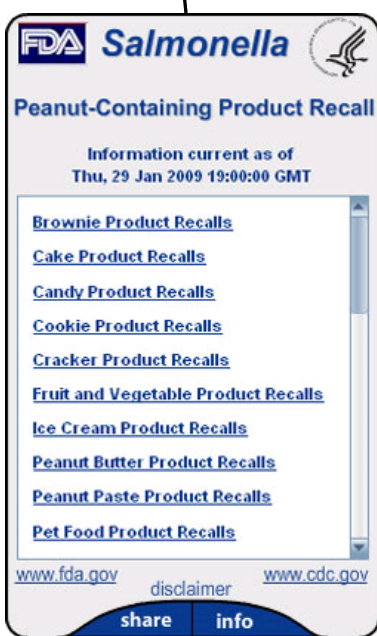 FDA Salmonella
Peanut-Containing Product Recall
Information current as of
Thu, 29 Jan 2009 19:00:00 GMT
Brownie Product Recalls
Cake Product Recalls
Candy Product Recalls
Cookie Product Recalls
Cracker Product Recalls
Fruit and Vegetable Product Recalls
Ice Cream Product Recalls
Peanut Butter Product Recalls
Peanut Paste Product Recalls
Pet Food Product Recalls
www.fda.gov disclaimer www.cdc.gov
share info